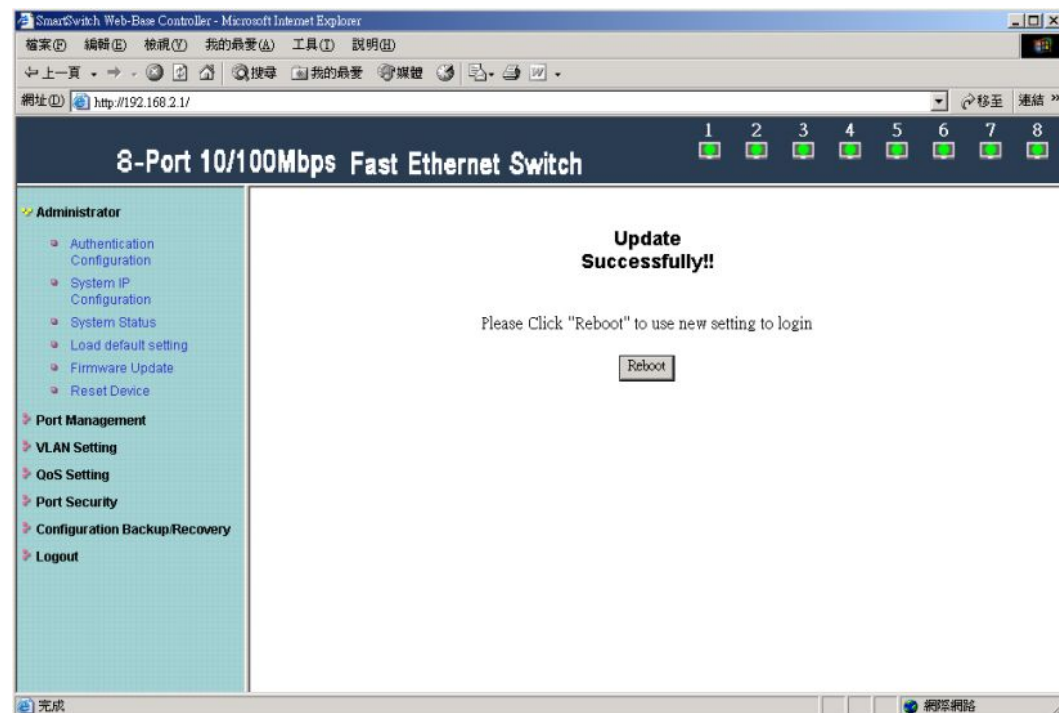 SmartSwitch Web-Base Controller - Microsoft Internet Explorer
檔案(F) 編輯(E) 檢視(V) 我的最愛(A) 工具(T) 說明(H)
上一頁 搜尋 我的最愛 媒體
網址(D) http://192.168.2.1/ 移至 連結 »
1 2 3 4 5 6 7 8
8-Port 10/100Mbps Fast Ethernet Switch
Administrator
Authentication
Configuration
System IP
Configuration
System Status
Load default setting
Firmware Update
Reset Device
Port Management
VLAN Setting
QoS Setting
Port Security
Configuration Backup/Recovery
Logout
Update
Successfully!!
Please Click "Reboot" to use new setting to login
Reboot
完成 網際網路